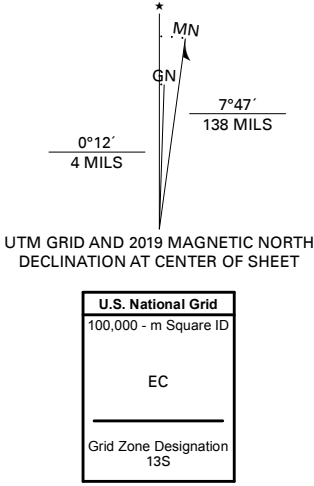 ★
MN
GN
7°47´
138 MILS
0°12´
4 MILS
UTM GRID AND 2019 MAGNETIC NORTH
DECLINATION AT CENTER OF SHEET
U.S. National Grid
100,000 - m Square ID
EC
Grid Zone Designation
13S